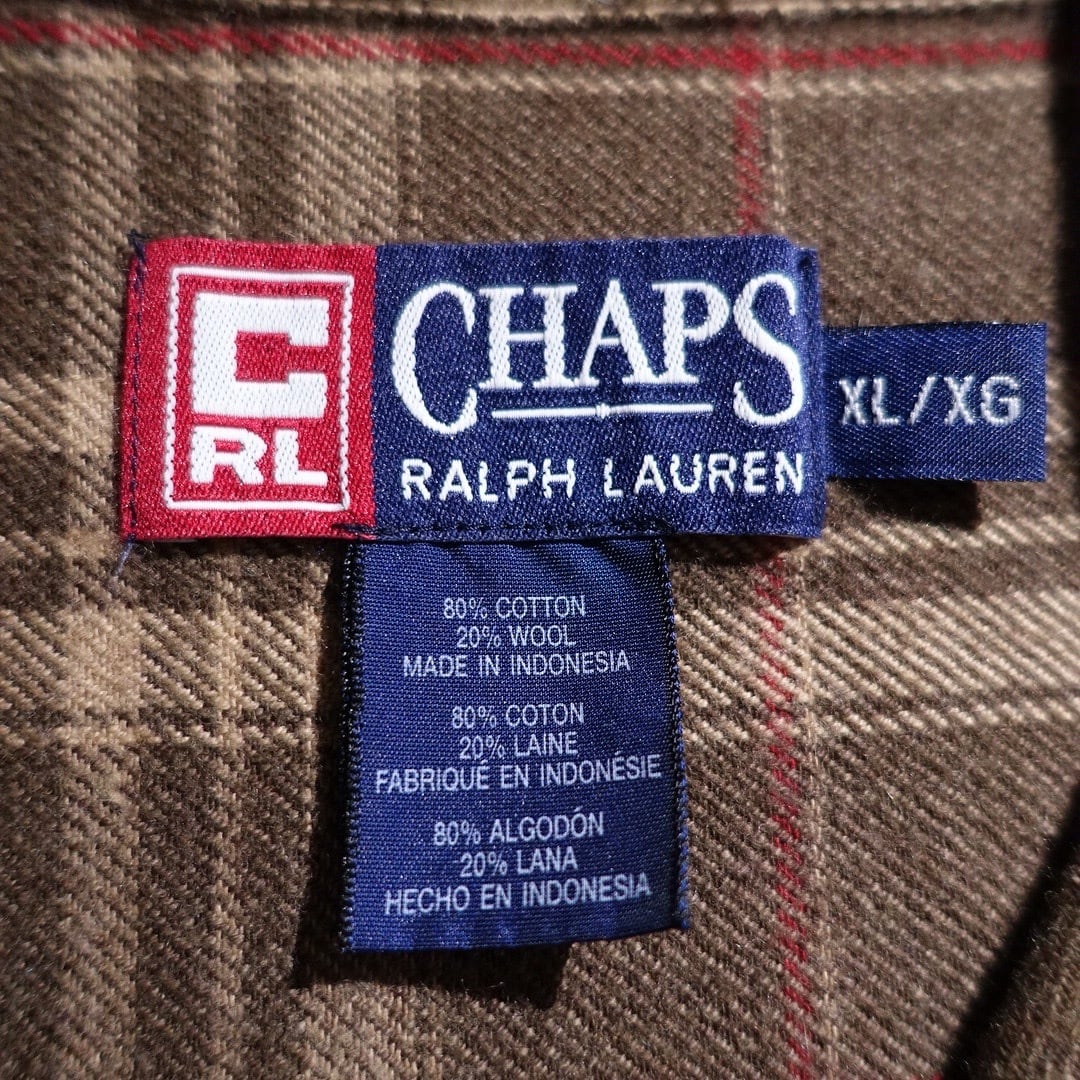 C
RL
CHAPS
RALPH LAUREN
XL/XG
80% COTTON
20% WOOL
MADE IN INDONESIA
80% COTON
20% LAINE
FABRIQUÉ EN INDONÉSIE
80% ALGODÓN
20% LANA
HECHO EN INDONESIA